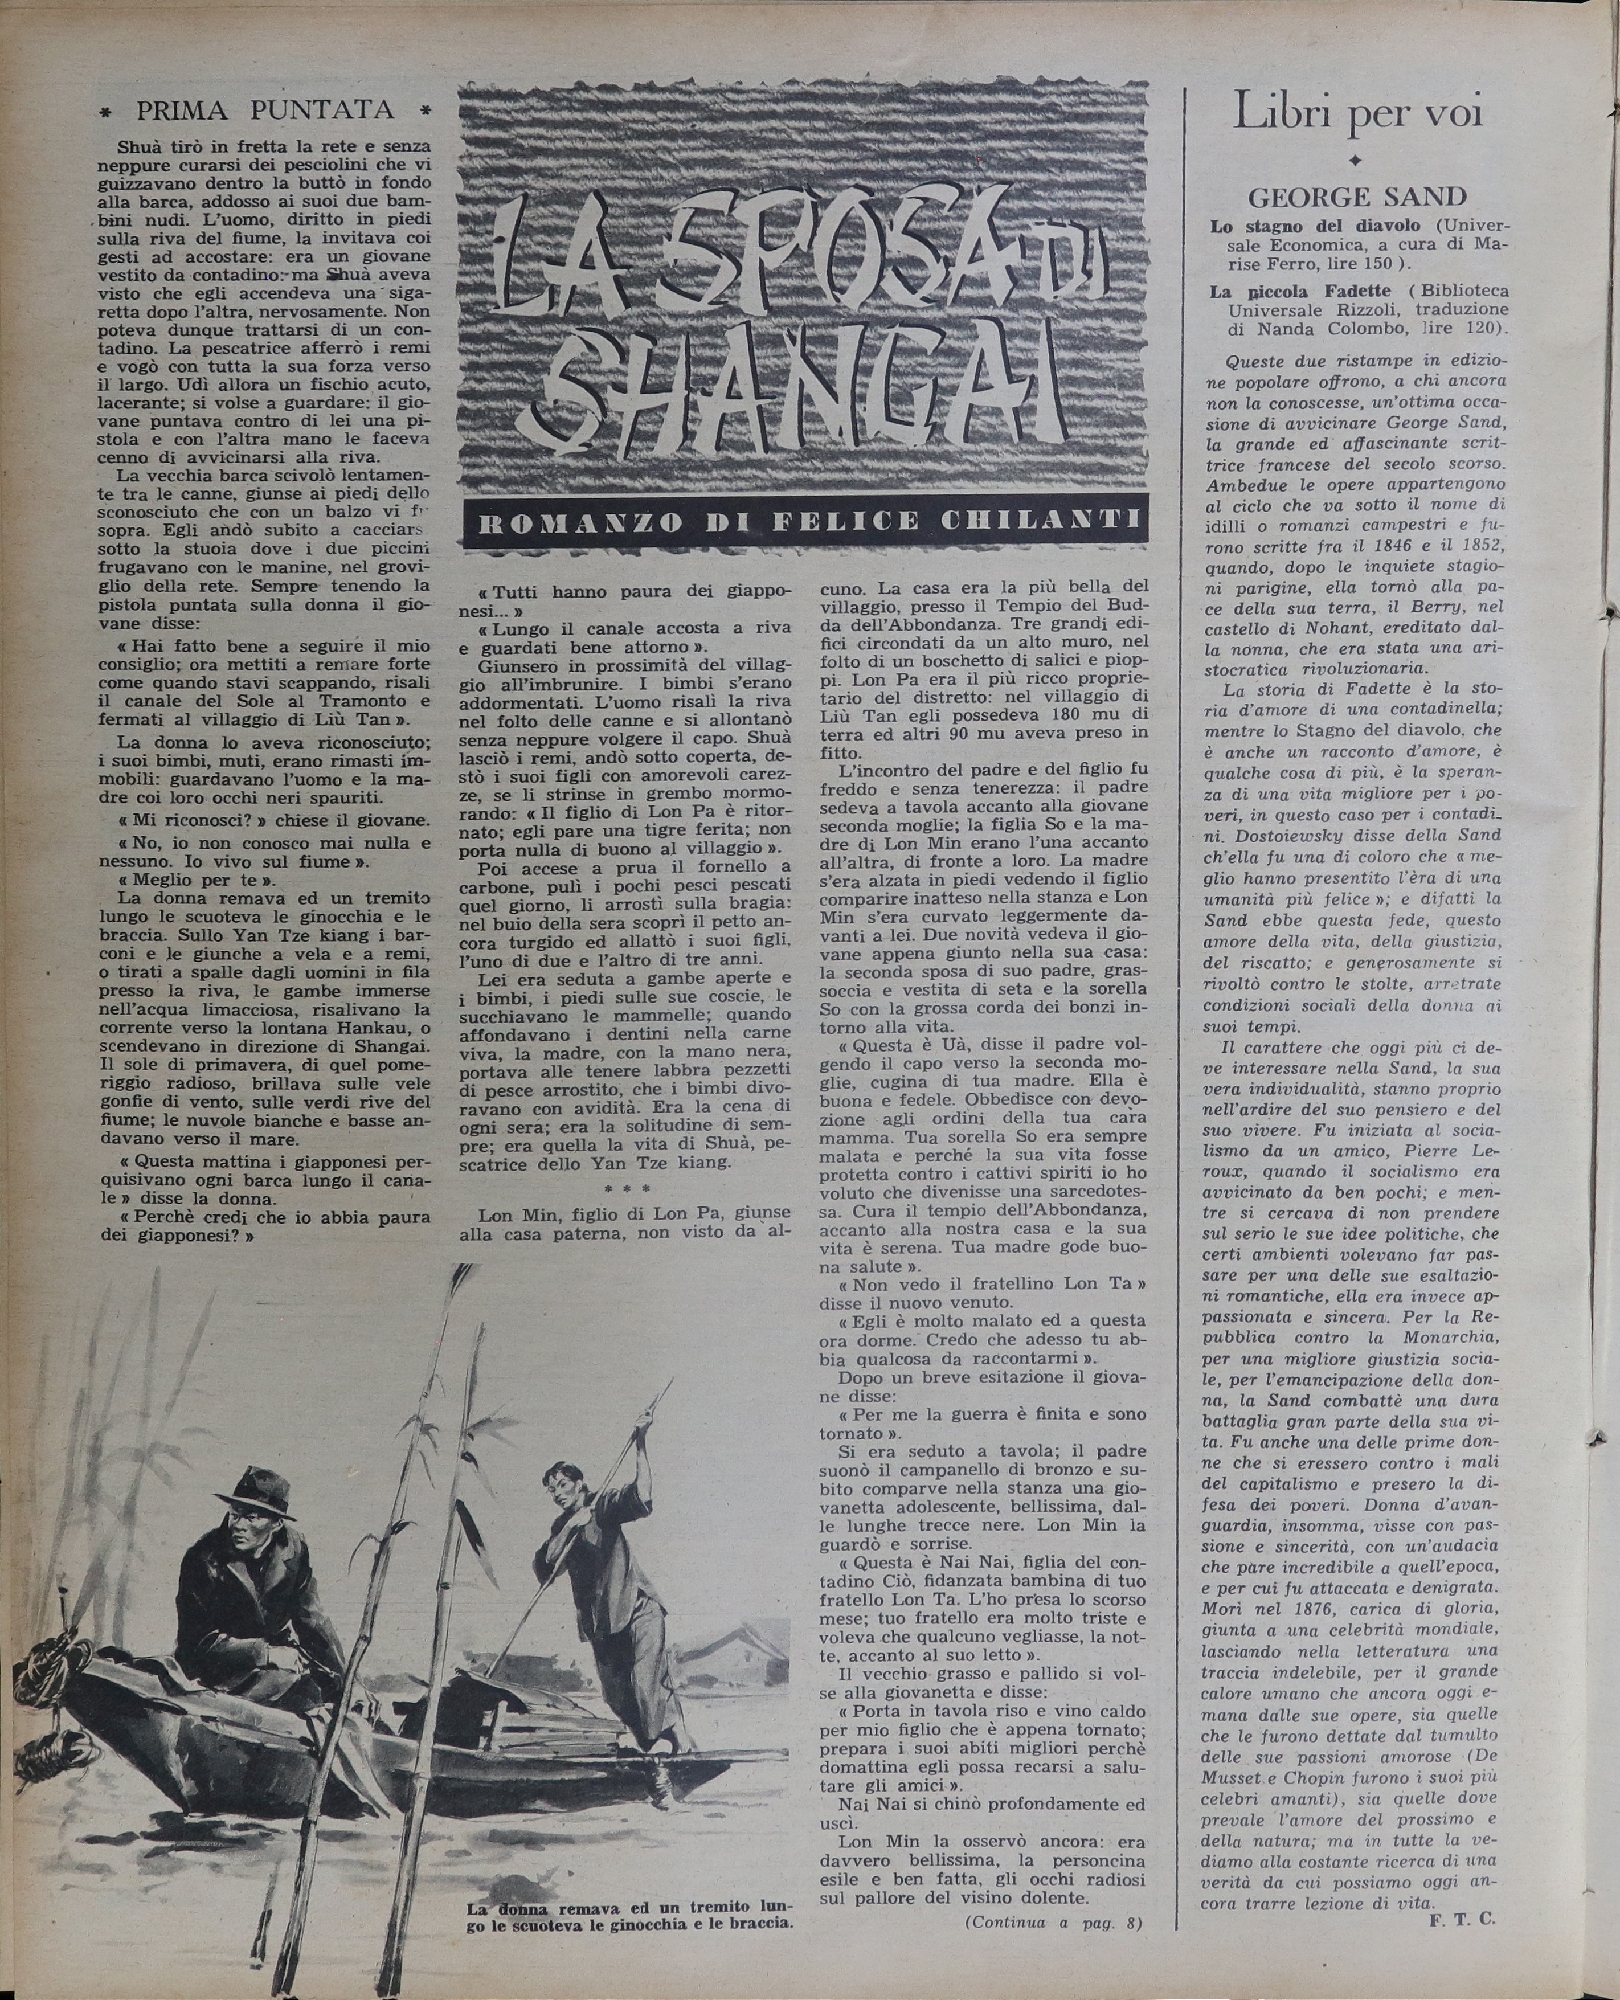 * PRIMA PUNTATA *
Shuà tirò in fretta la rete e senza
neppure curarsi dei pesciolini che vi
guizzavano dentro la buttò in fondo
alla barca, addosso ai suoi due bam-
bini nudi. L'uomo, diritto in piedi
sulla riva del fiume, la invitava coi
gesti ad accostare: era un giovane
vestito da contadino: ma Shuà aveva
visto che egli accendeva una siga-
retta dopo l'altra, nervosamente. Non
poteva dunque trattarsi di un con-
tadino. La pescatrice afferrò i remi
e vogò con tutta la sua forza verso
il largo. Udì allora un fischio acuto,
lacerante; si volse a guardare: il gio-
vane puntava contro di lei una pi-
stola e con l'altra mano le faceva
cenno di avvicinarsi alla riva.
La vecchia barca scivolò lentamen-
te tra le canne, giunse ai piedi dello
sconosciuto che con un balzo vi f
sopra. Egli andò subito a cacciars
sotto la stuoia dove i due piccini
frugavano con le manine, nel grovi-
glio della rete. Sempre tenendo la
pistola puntata sulla donna il gio-
vane disse:
« Hai fatto bene a seguire il mio
consiglio; ora mettiti a remare forte
come quando stavi scappando, risali
il canale del Sole al Tramonto e
fermati al villaggio di Liù Tan ».
La donna lo aveva riconosciuto;
i suoi bimbi, muti, erano rimasti im-
mobili: guardavano l'uomo e la ma-
dre coi loro occhi neri spauriti.
« Mi riconosci? » chiese il giovane.
« No, io non conosco mai nulla e
nessuno. Io vivo sul fiume ».
« Meglio per te ».
La donna remava ed un tremito
lungo le scuoteva le ginocchia e le
braccia. Sullo Yan Tze kiang i bar-
coni e le giunche a vela e a remi,
o tirati a spalle dagli uomini in fila
presso la riva, le gambe immerse
nell'acqua limacciosa, risalivano la
corrente verso la lontana Hankau, o
scendevano in direzione di Shangai.
Il sole di primavera, di quel pome-
riggio radioso, brillava sulle vele
gonfie di vento, sulle verdi rive del
fiume; le nuvole bianche e basse an-
davano verso il mare.
« Questa mattina i giapponesi per-
quisivano ogni barca lungo il cana-
le » disse la donna.
« Perchè credi che io abbia paura
dei giapponesi? »
LA SPOSA DI
SHANGAI
ROMANZO DI FELICE CHILANTI
« Tutti hanno paura dei giappo-
nesi... »
« Lungo il canale accosta a riva
e guardati bene attorno ».
Giunsero in prossimità del villag-
gio all'imbrunire. I bimbi s'erano
addormentati. L'uomo risalì la riva
nel folto delle canne e si allontanò
senza neppure volgere il capo. Shuà
lasciò i remi, andò sotto coperta, de-
stò i suoi figli con amorevoli carez-
ze, se li strinse in grembo mormo-
rando: « Il figlio di Lon Pa è ritor-
nato; egli pare una tigre ferita; non
porta nulla di buono al villaggio ».
Poi accese a prua il fornello a
carbone, pulì i pochi pesci pescati
quel giorno, li arrostì sulla bragia:
nel buio della sera scoprì il petto an-
cora turgido ed allattò i suoi figli,
l'uno di due e l'altro di tre anni.
Lei era seduta a gambe aperte e
i bimbi, i piedi sulle sue coscie, le
succhiavano le mammelle; quando
affondavano i dentini nella carne
viva, la madre, con la mano nera,
portava alle tenere labbra pezzetti
di pesce arrostito, che i bimbi divo-
ravano con avidità. Era la cena di
ogni sera; era la solitudine di sem-
pre; era quella la vita di Shuà, pe-
scatrice dello Yan Tze kiang.
* * *
Lon Min, figlio di Lon Pa, giunse
alla casa paterna, non visto da al-
cuno. La casa era la più bella del
villaggio, presso il Tempio del Bud-
da dell'Abbondanza. Tre grandi edi-
fici circondati da un alto muro, nel
folto di un boschetto di salici e piop-
pi. Lon Pa era il più ricco proprie-
tario del distretto: nel villaggio di
Liù Tan egli possedeva 180 mu di
terra ed altri 90 mu aveva preso in
fitto.
L'incontro del padre e del figlio fu
freddo e senza tenerezza: il padre
sedeva a tavola accanto alla giovane
seconda moglie; la figlia So e la ma-
dre di Lon Min erano l'una accanto
all'altra, di fronte a loro. La madre
s'era alzata in piedi vedendo il figlio
comparire inatteso nella stanza e Lon
Min s'era curvato leggermente da-
vanti a lei. Due novità vedeva il gio-
vane appena giunto nella sua casa:
la seconda sposa di suo padre, gras-
soccia e vestita di seta e la sorella
So con la grossa corda dei bonzi in-
torno alla vita.
« Questa è Uà, disse il padre vol-
gendo il capo verso la seconda mo-
glie, cugina di tua madre. Ella è
buona e fedele. Obbedisce con devo-
zione agli ordini della tua cara
mamma. Tua sorella So era sempre
malata e perché la sua vita fosse
protetta contro i cattivi spiriti io ho
voluto che divenisse una sarcedotes-
sa. Cura il tempio dell'Abbondanza,
accanto alla nostra casa e la sua
vita è serena. Tua madre gode buo-
na salute ».
« Non vedo il fratellino Lon Ta »
disse il nuovo venuto.
« Egli è molto malato ed a questa
ora dorme. Credo che adesso tu ab-
bia qualcosa da raccontarmi ».
Dopo un breve esitazione il giova-
ne disse:
« Per me la guerra è finita e sono
tornato ».
Si era seduto a tavola; il padre
suonò il campanello di bronzo e su-
bito comparve nella stanza una gio-
vanetta adolescente, bellissima, dal-
le lunghe trecce nere. Lon Min la
guardò e sorrise.
« Questa è Nai Nai, figlia del con-
tadino Ciò, fidanzata bambina di tuo
fratello Lon Ta. L'ho presa lo scorso
mese; tuo fratello era molto triste e
voleva che qualcuno vegliasse, la not-
te, accanto al suo letto ».
Il vecchio grasso e pallido si vol-
se alla giovanetta e disse:
« Porta in tavola riso e vino caldo
per mio figlio che è appena tornato;
prepara i suoi abiti migliori perchè
domattina egli possa recarsi a salu-
tare gli amici ».
Nai Nai si chinò profondamente ed
uscì.
Lon Min la osservò ancora: era
davvero bellissima, la personcina
esile e ben fatta, gli occhi radiosi
sul pallore del visino dolente.
(Continua a pag. 8)
La donna remava ed un tremito lun-
go le scuoteva le ginocchia e le braccia.
Libri per voi
GEORGE SAND
Lo stagno del diavolo (Univer-
sale Economica, a cura di Ma-
rise Ferro, lire 150 ).
La piccola Fadette ( Biblioteca
Universale Rizzoli, traduzione
di Nanda Colombo, lire 120).
Queste due ristampe in edizio-
ne popolare offrono, a chi ancora
non la conoscesse, un'ottima occa-
sione di avvicinare George Sand,
la grande ed affascinante scrit-
trice francese del secolo scorso.
Ambedue le opere appartengono
al ciclo che va sotto il nome di
idilli o romanzi campestri e fu-
rono scritte fra il 1846 e il 1852,
quando, dopo le inquiete stagio-
ni parigine, ella tornò alla pa-
ce della sua terra, il Berry, nel
castello di Nohant, ereditato dal-
la nonna, che era stata una ari-
stocratica rivoluzionaria.
La storia di Fadette è la sto-
ria d'amore di una contadinella;
mentre lo Stagno del diavolo, che
è anche un racconto d'amore, è
qualche cosa di più, è la speran-
za di una vita migliore per i po-
veri, in questo caso per i contadi-
ni. Dostoiewsky disse della Sand
ch'ella fu una di coloro che « me-
glio hanno presentito l'èra di una
umanità più felice »; e difatti la
Sand ebbe questa fede, questo
amore della vita, della giustizia,
del riscatto; e generosamente si
rivoltò contro le stolte, arretrate
condizioni sociali della donna ai
suoi tempi.
Il carattere che oggi più ci de-
ve interessare nella Sand, la sua
vera individualità, stanno proprio
nell'ardire del suo pensiero e del
suo vivere. Fu iniziata al socia-
lismo da un amico, Pierre Le-
roux, quando il socialismo era
avvicinato da ben pochi; e men-
tre si cercava di non prendere
sul serio le sue idee politiche, che
certi ambienti volevano far pas-
sare per una delle sue esaltazio-
ni romantiche, ella era invece ap-
passionata e sincera. Per la Re-
pubblica contro la Monarchia,
per una migliore giustizia socia-
le, per l'emancipazione della don-
na, la Sand combattè una dura
battaglia gran parte della sua vi-
ta. Fu anche una delle prime don-
ne che si eressero contro i mali
del capitalismo e presero la di-
fesa dei poveri. Donna d'avan-
guardia, insomma, visse con pas-
sione e sincerità, con un'audacia
che pare incredibile a quell'epoca,
e per cui fu attaccata e denigrata.
Morì nel 1876, carica di gloria,
giunta a una celebrità mondiale,
lasciando nella letteratura una
traccia indelebile, per il grande
calore umano che ancora oggi e-
mana dalle sue opere, sia quelle
che le furono dettate dal tumulto
delle sue passioni amorose (De
Musset e Chopin furono i suoi più
celebri amanti), sia quelle dove
prevale l'amore del prossimo e
della natura; ma in tutte la ve-
diamo alla costante ricerca di una
verità da cui possiamo oggi an-
cora trarre lezione di vita.
F. T. C.